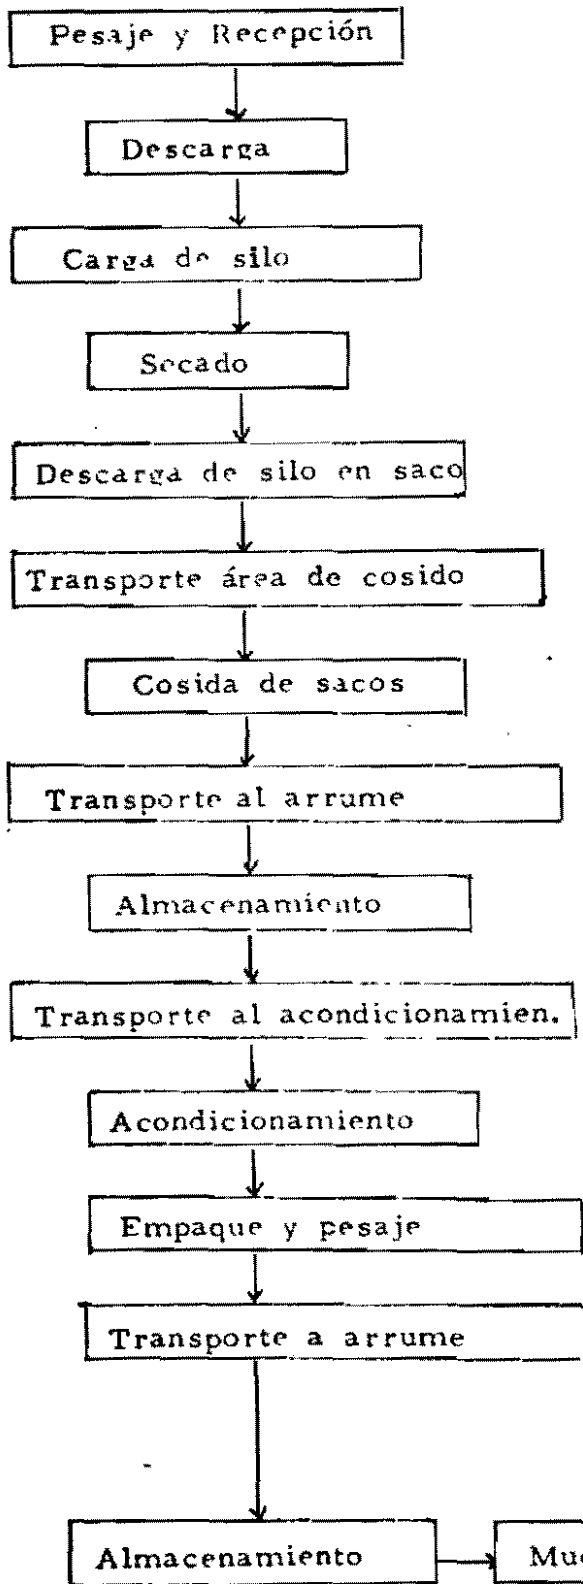 Pesaje y Recepción
Descarga
Carga de silo
Secado
Descarga de silo en saco
Transporte área de cosido
Cosida de sacos
Transporte al arrume
Almacenamiento
Transporte al acondicionamien.
Acondicionamiento
Empaque y pesaje
Transporte a arrume
Almacenamiento